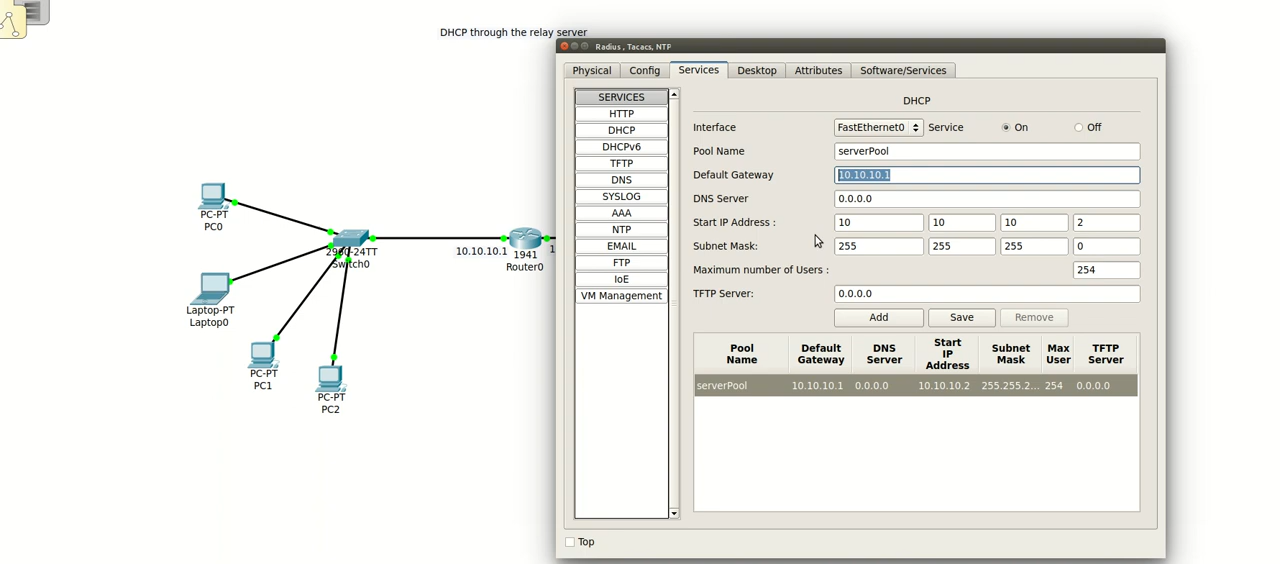 DHCP through the relay server
PC-PT
PC0
Laptop-PT
Laptop0
PC-PT
PC1
PC-PT
PC2
2960-24TT
Switch0
10.10.10.1
1941
Router0
1
Radius , Tacacs, NTP
Physical Config Services Desktop Attributes Software/Services
SERVICES
HTTP
DHCP
DHCPv6
TFTP
DNS
SYSLOG
AAA
NTP
EMAIL
FTP
IoE
VM Management
DHCP
Interface FastEthernet0 Service On Off
Pool Name serverPool
Default Gateway 10.10.10.1
DNS Server 0.0.0.0
Start IP Address : 10 10 10 2
Subnet Mask: 255 255 255 0
Maximum number of Users : 254
TFTP Server: 0.0.0.0
Add Save Remove
Pool Name Default Gateway DNS Server Start IP Address Subnet Mask Max User TFTP Server
serverPool 10.10.10.1 0.0.0.0 10.10.10.2 255.255.2... 254 0.0.0.0
Top